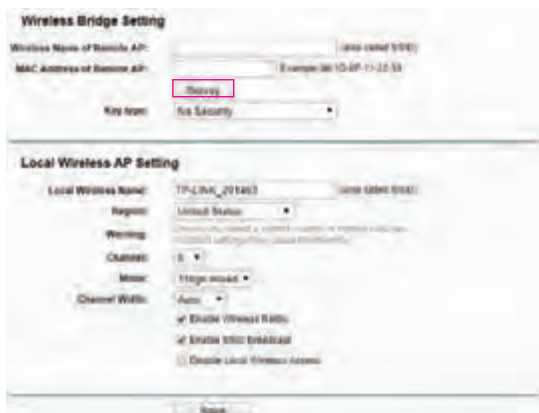 Wireless Bridge Setting
Wireless Name of Remote AP: (also called SSID)
MAC Address of Remote AP: Example:00-1D-0F-11-22-33
Survey
Key type: No Security
Local Wireless AP Setting
Local Wireless Name: TP-LINK_201463 (also called SSID)
Region: United States
Warning:
Channel: 6
Mode: 11bgn mixed
Channel Width: Auto
Enable Wireless Radio
Enable SSID Broadcast
Disable Local Wireless Access
Save